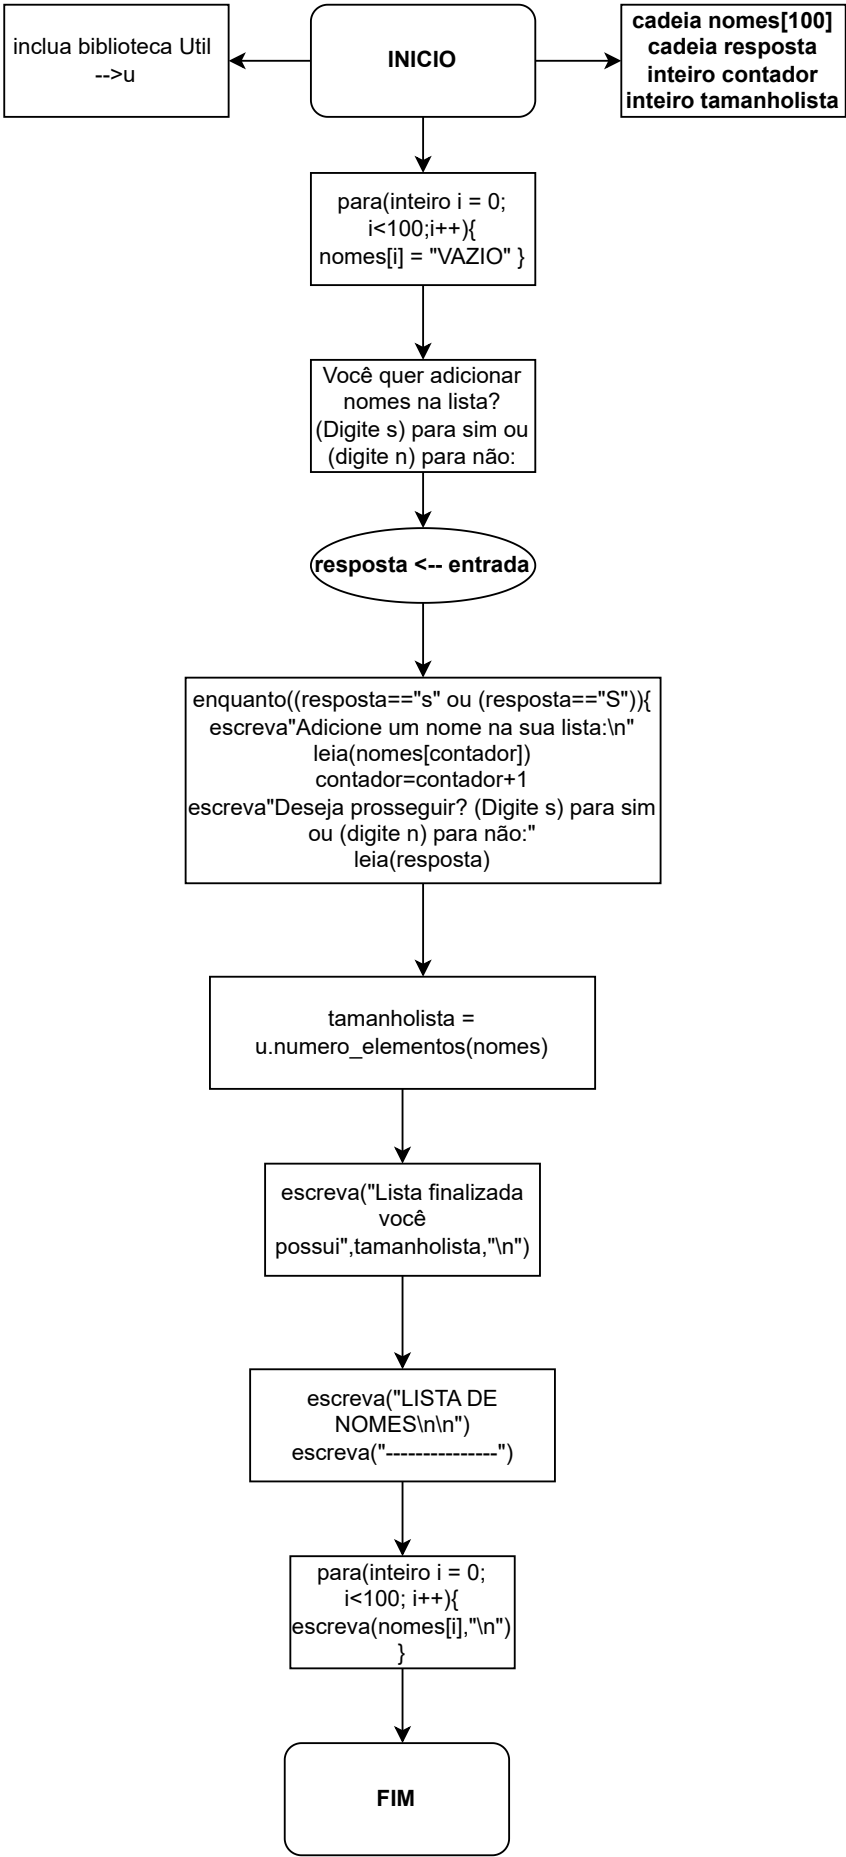 inclua biblioteca Util
-->u
INICIO
cadeia nomes[100]
cadeia resposta
inteiro contador
inteiro tamanholista
para(inteiro i = 0;
i<100;i++){
nomes[i] = "VAZIO" }
Você quer adicionar
nomes na lista?
(Digite s) para sim ou
(digite n) para não:
resposta <-- entrada
enquanto((resposta=="s" ou (resposta=="S")){
escreva"Adicione um nome na sua lista:\n"
leia(nomes[contador])
contador=contador+1
escreva"Deseja prosseguir? (Digite s) para sim
ou (digite n) para não:"
leia(resposta)
tamanholista =
u.numero_elementos(nomes)
escreva("Lista finalizada
você
possui",tamanholista,"\n")
escreva("LISTA DE
NOMES\n\n")
escreva("---------------")
para(inteiro i = 0;
i<100; i++){
escreva(nomes[i],"\n")
}
FIM